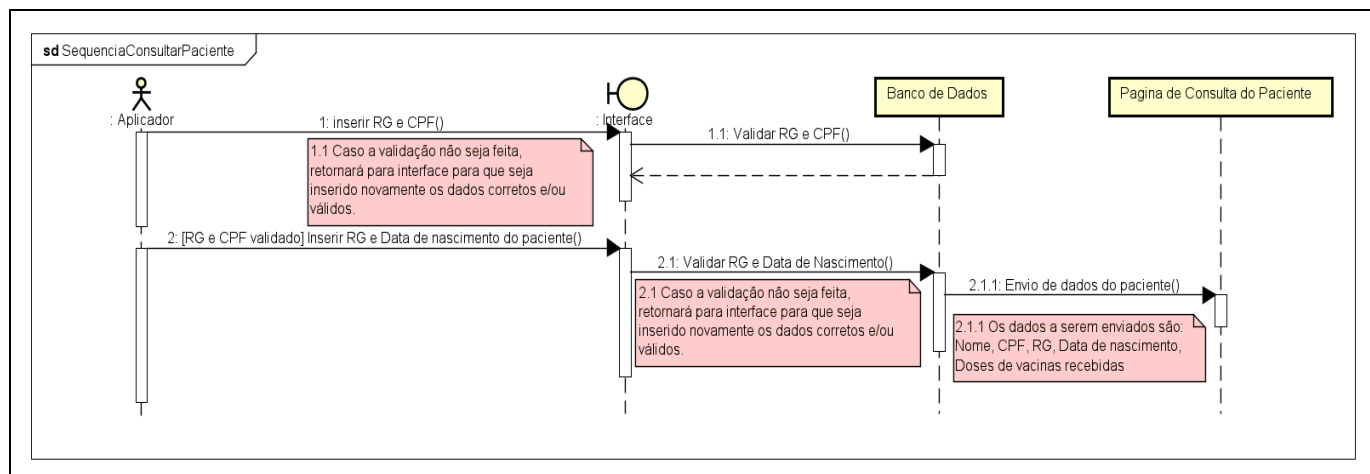 sd SequenciaConsultarPaciente
: Aplicador
: Interface
Banco de Dados
Pagina de Consulta do Paciente
1: inserir RG e CPF()
1.1: Validar RG e CPF()
1.1 Caso a validação não seja feita,
retornará para interface para que seja
inserido novamente os dados corretos e/ou
válidos.
2: [RG e CPF validado] Inserir RG e Data de nascimento do paciente()
2.1: Validar RG e Data de Nascimento()
2.1 Caso a validação não seja feita,
retornará para interface para que seja
inserido novamente os dados corretos e/ou
válidos.
2.1.1: Envio de dados do paciente()
2.1.1 Os dados a serem enviados são:
Nome, CPF, RG, Data de nascimento,
Doses de vacinas recebidas